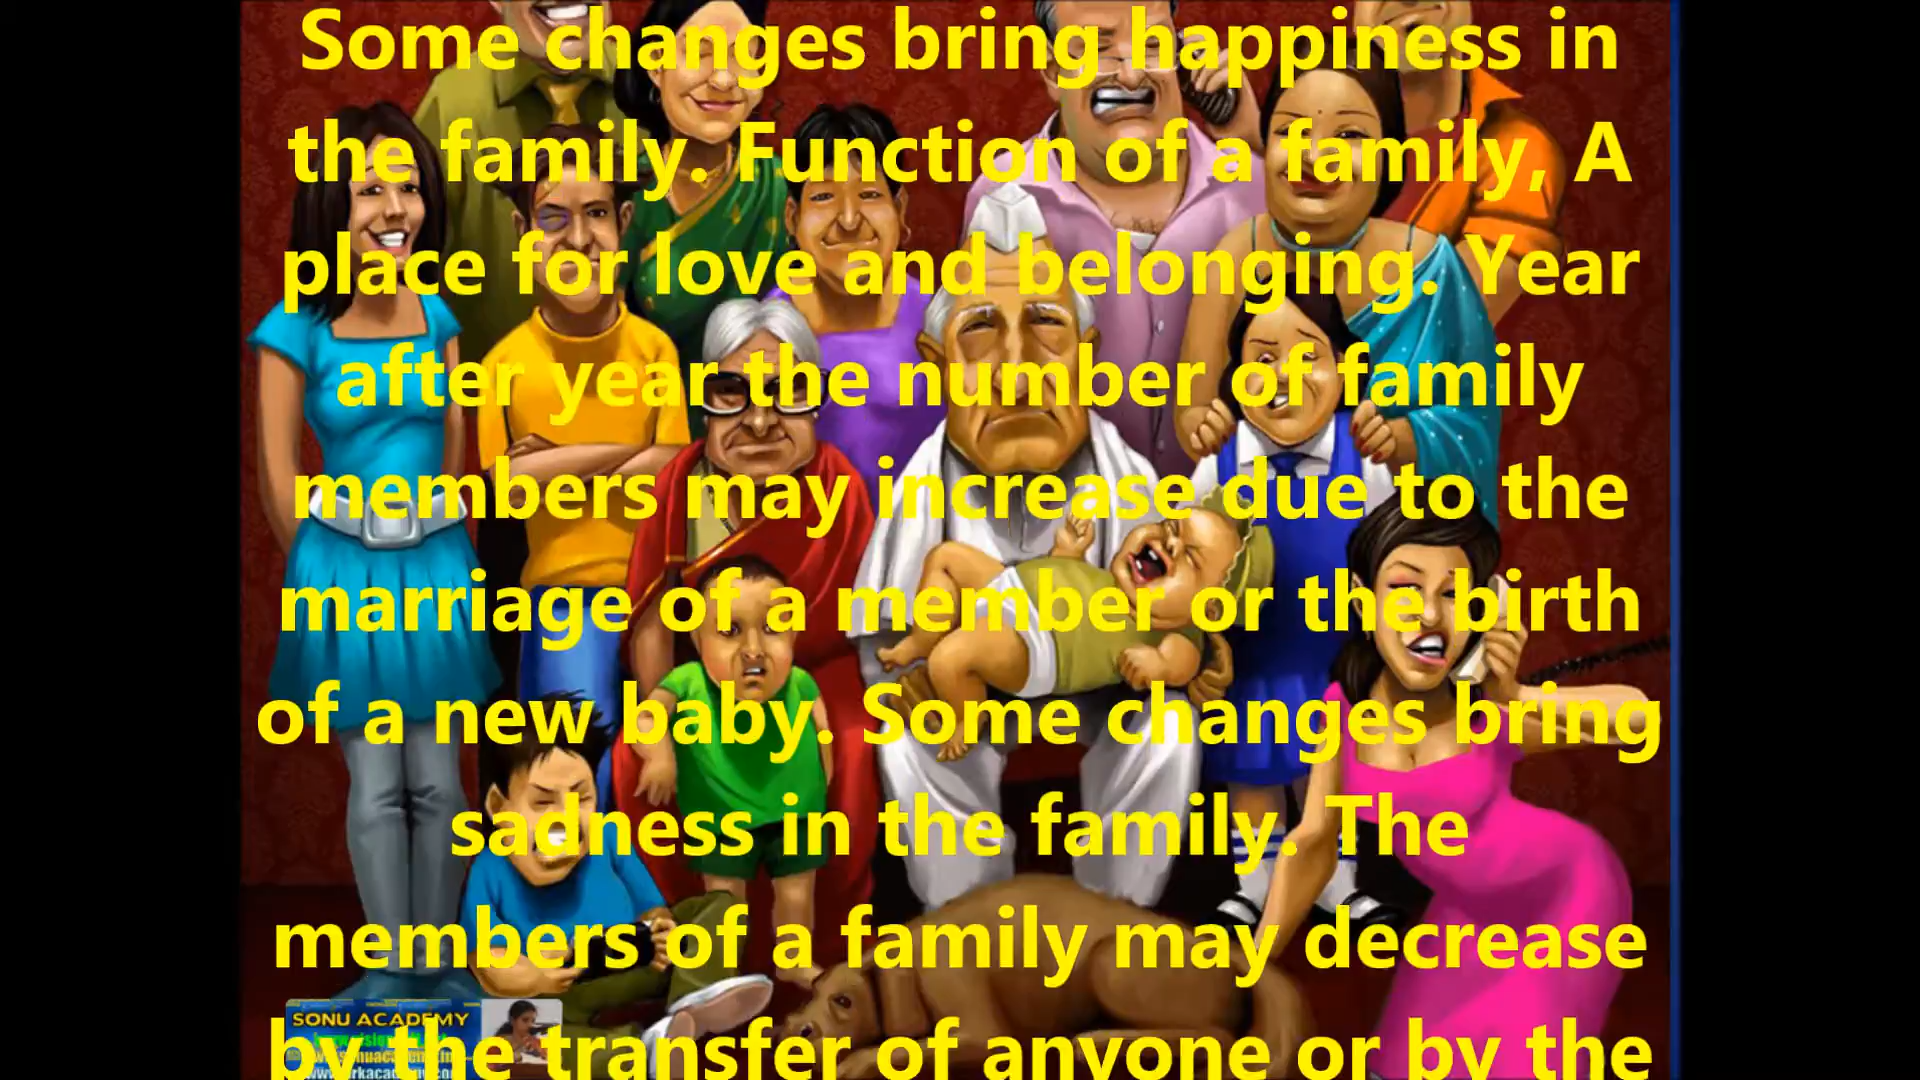 Some changes bring happiness in
the family. Function of a family, A
place for love and belonging. Year
after year the number of family
members may increase due to the
marriage of a member or the birth
of a new baby. Some changes bring
sadness in the family. The
members of a family may decrease
by the transfer of anyone or by the
SONU ACADEMY